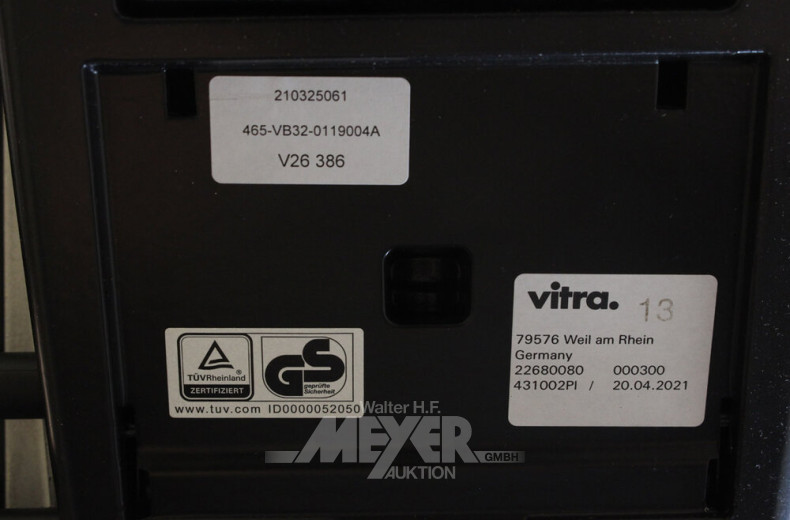 210325061
465-VB32-0119004A
V26 386
vitra. 13
79576 Weil am Rhein
Germany
22680080 000300
431002PI / 20.04.2021
TÜVRheinland
ZERTIFIZIERT
GS
geprüfte
Sicherheit
www.tuv.com ID0000052050
Walter H.F.
MEYER
GMBH
AUKTION